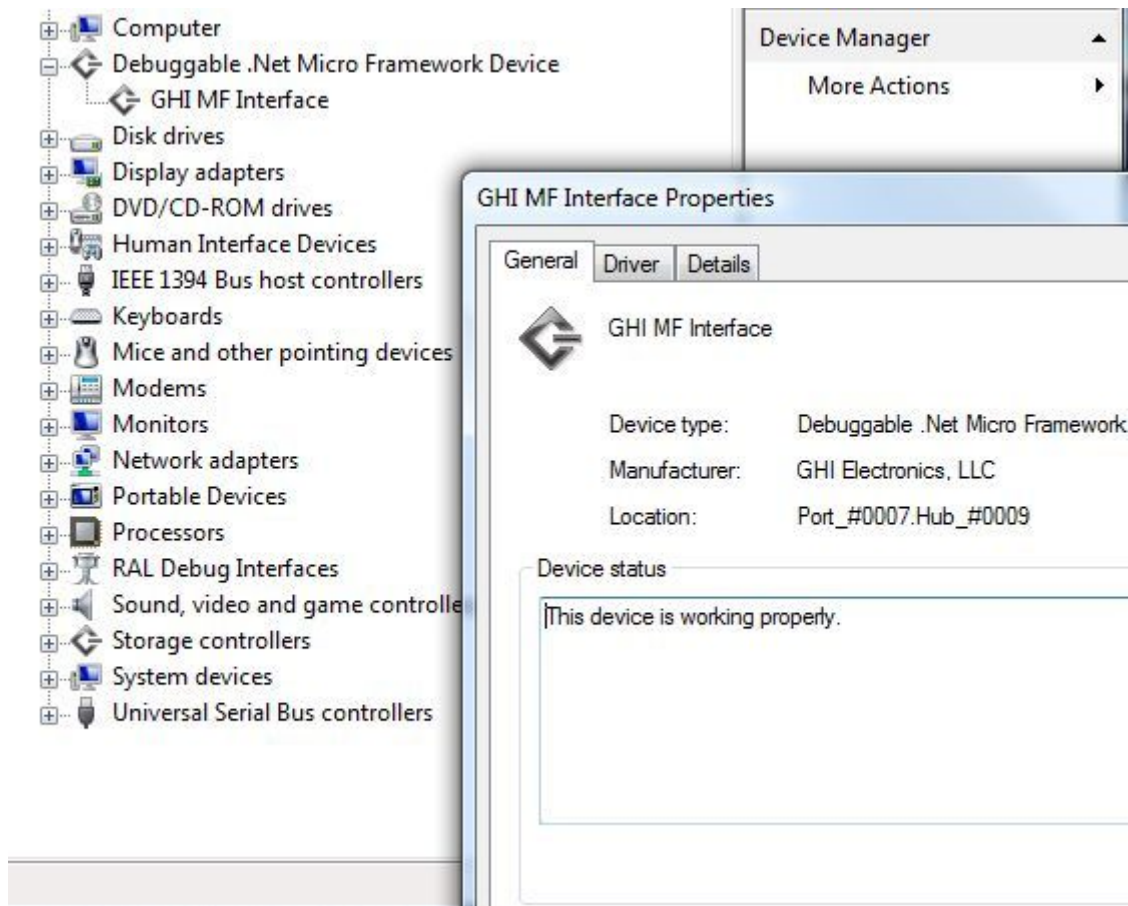 Computer
Debuggable .Net Micro Framework Device
GHI MF Interface
Disk drives
Display adapters
DVD/CD-ROM drives
Human Interface Devices
IEEE 1394 Bus host controllers
Keyboards
Mice and other pointing devices
Modems
Monitors
Network adapters
Portable Devices
Processors
RAL Debug Interfaces
Sound, video and game controlle
Storage controllers
System devices
Universal Serial Bus controllers
Device Manager
More Actions
GHI MF Interface Properties
General Driver Details
GHI MF Interface
Device type: Debuggable .Net Micro Framework
Manufacturer: GHI Electronics, LLC
Location: Port_#0007.Hub_#0009
Device status
This device is working properly.